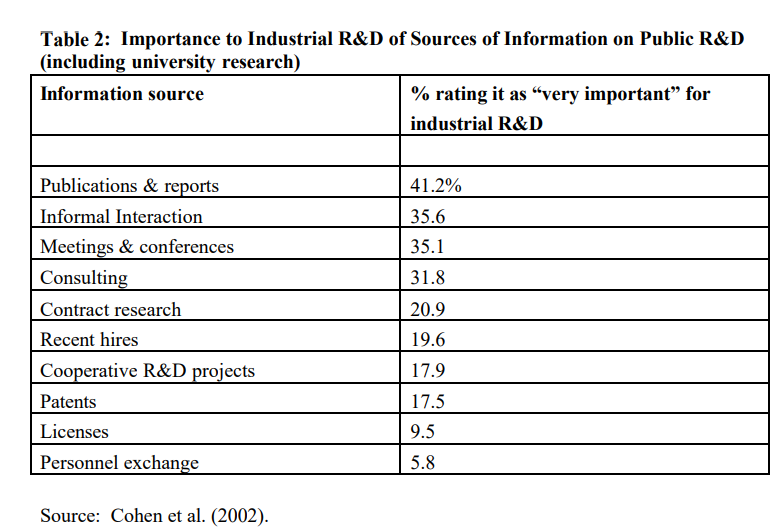 Table 2: Importance to Industrial R&D of Sources of Information on Public R&D
(including university research)
Information source % rating it as “very important” for
industrial R&D
Publications & reports 41.2%
Informal Interaction 35.6
Meetings & conferences 35.1
Consulting 31.8
Contract research 20.9
Recent hires 19.6
Cooperative R&D projects 17.9
Patents 17.5
Licenses 9.5
Personnel exchange 5.8
Source: Cohen et al. (2002).